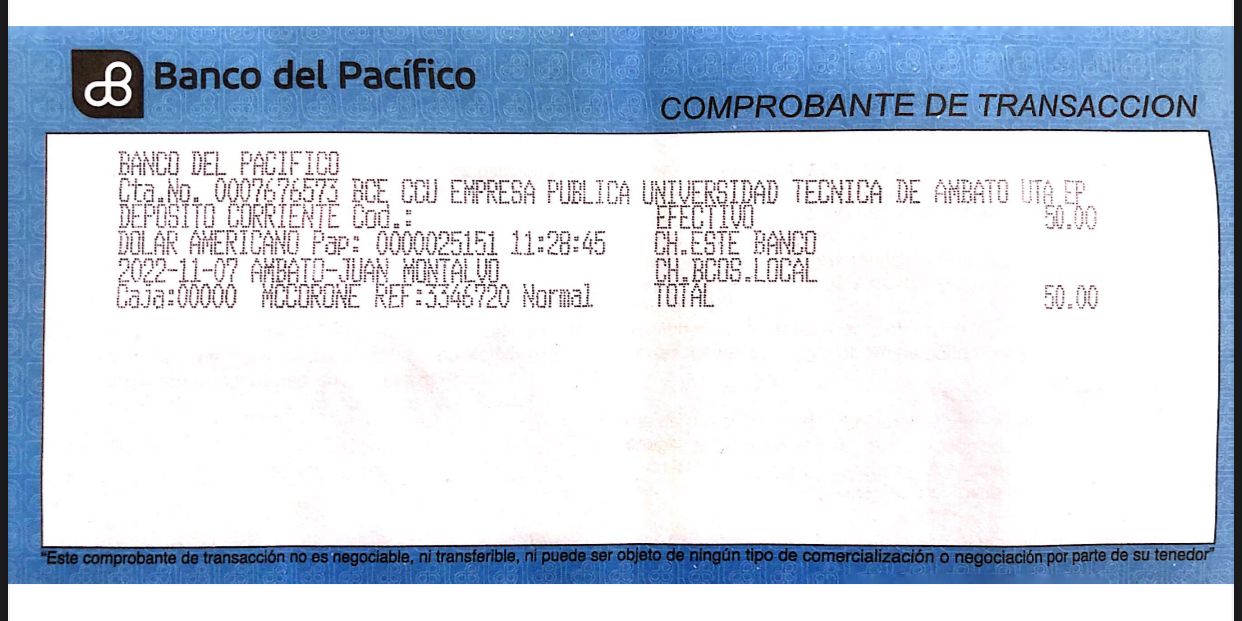 Banco del Pacífico
COMPROBANTE DE TRANSACCION
BANCO DEL PACIFICO
Cta.No. 0007676573 BCE CCU EMPRESA PUBLICA UNIVERSIDAD TECNICA DE AMBATO UTA EP
DEPOSITO CORRIENTE Cod.: EFECTIVO 50.00
DOLAR AMERICANO Pap: 0000025151 11:28:45 CH.ESTE BANCO
2022-11-07 AMBATO-JUAN MONTALVO CH.BCOS.LOCAL
Caja:00000 MCCORONE REF:3346720 Normal TOTAL 50.00
"Este comprobante de transacción no es negociable, ni transferible, ni puede ser objeto de ningún tipo de comercialización o negociación por parte de su tenedor"